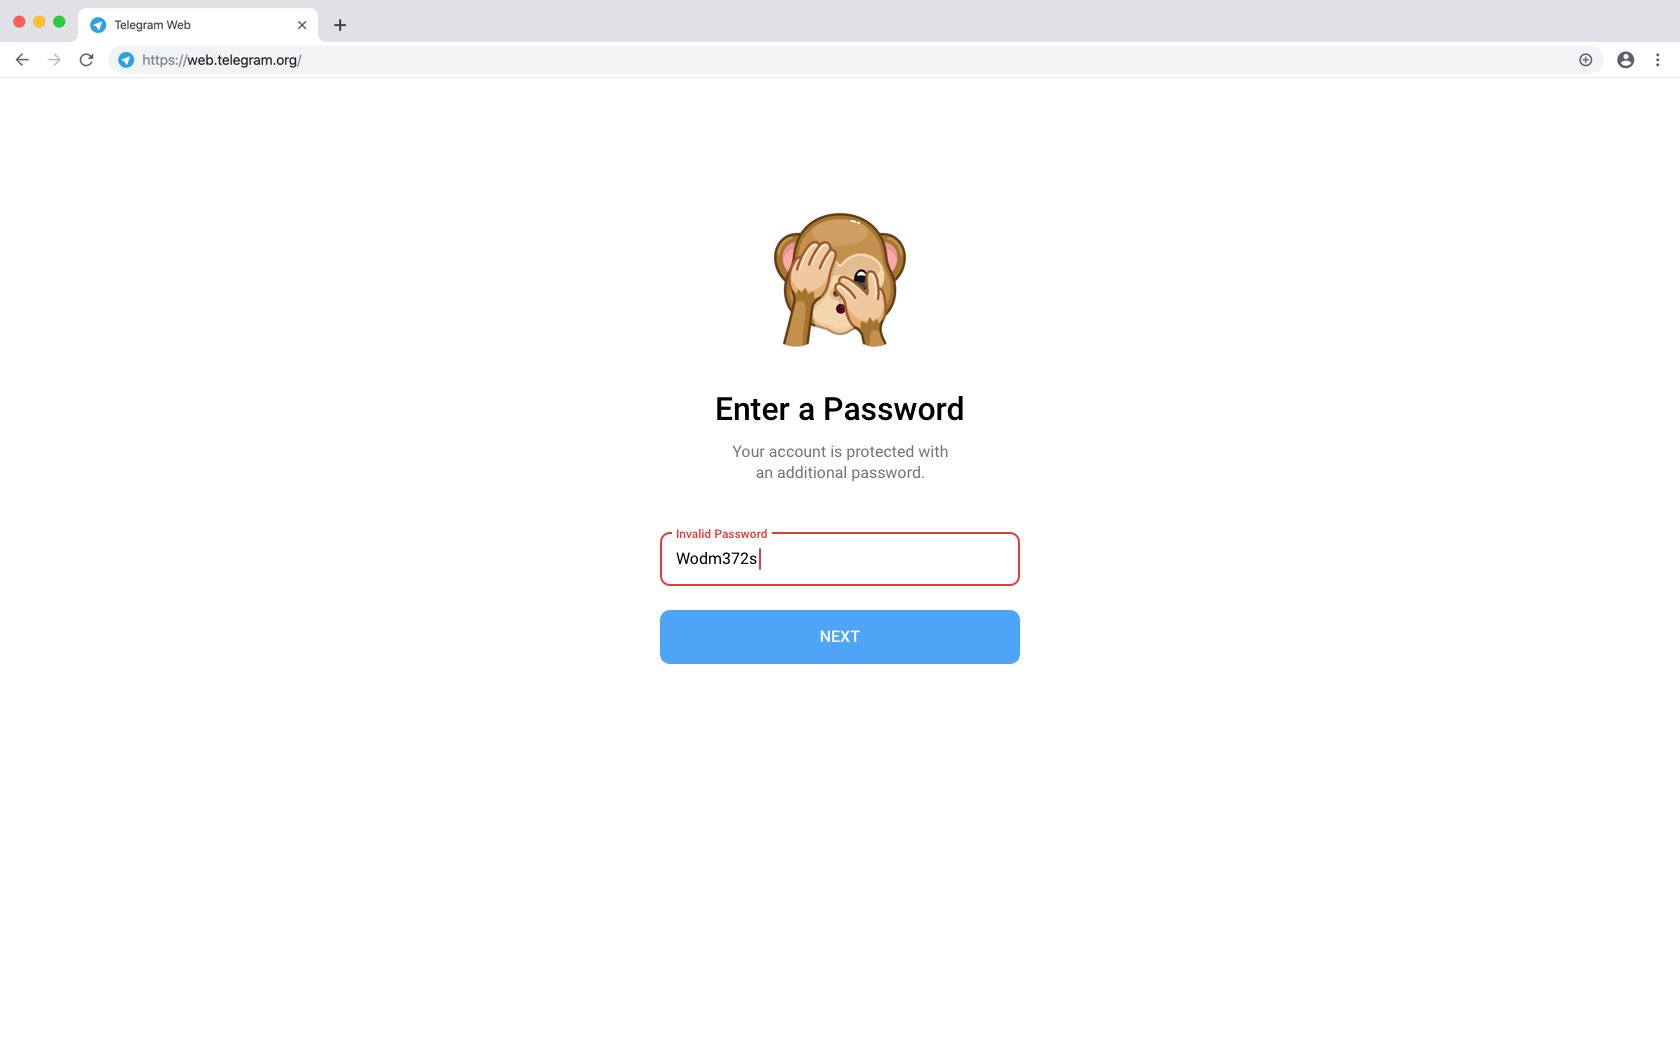 Telegram Web
https://web.telegram.org/
Enter a Password
Your account is protected with
an additional password.
Invalid Password
Wodm372s
NEXT